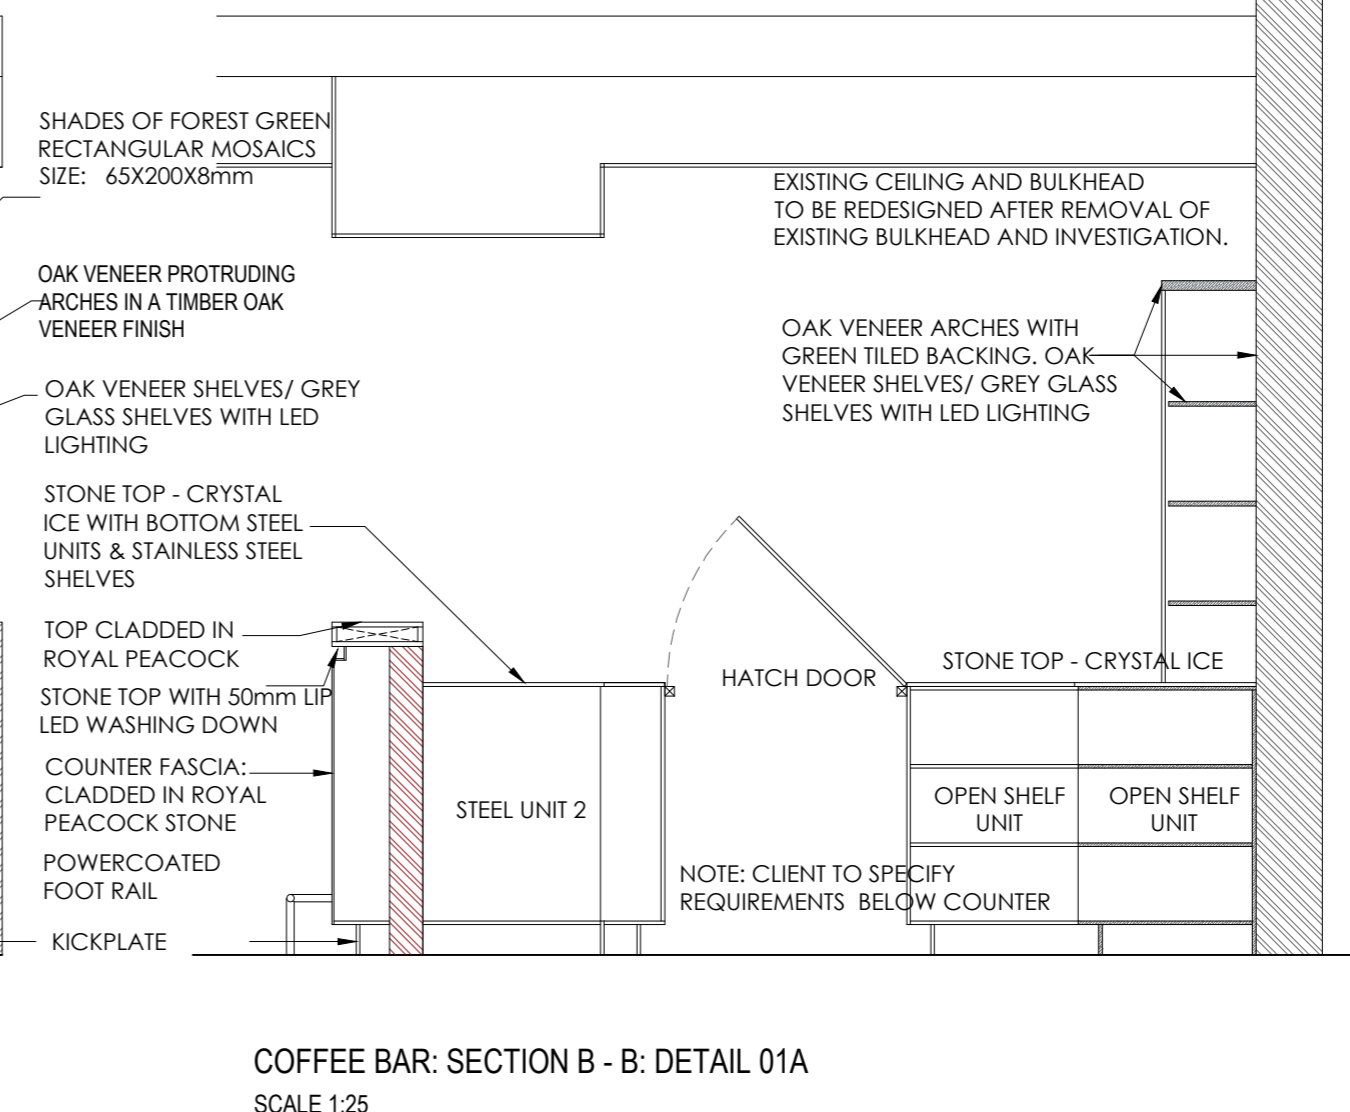 SHADES OF FOREST GREEN
RECTANGULAR MOSAICS
SIZE: 65X200X8mm
OAK VENEER PROTRUDING
ARCHES IN A TIMBER OAK
VENEER FINISH
OAK VENEER SHELVES/ GREY
GLASS SHELVES WITH LED
LIGHTING
STONE TOP - CRYSTAL
ICE WITH BOTTOM STEEL
UNITS & STAINLESS STEEL
SHELVES
TOP CLADDED IN
ROYAL PEACOCK
STONE TOP WITH 50mm LIP
LED WASHING DOWN
COUNTER FASCIA:
CLADDED IN ROYAL
PEACOCK STONE
POWERCOATED
FOOT RAIL
KICKPLATE
EXISTING CEILING AND BULKHEAD
TO BE REDESIGNED AFTER REMOVAL OF
EXISTING BULKHEAD AND INVESTIGATION.
OAK VENEER ARCHES WITH
GREEN TILED BACKING. OAK
VENEER SHELVES/ GREY GLASS
SHELVES WITH LED LIGHTING
HATCH DOOR
STONE TOP - CRYSTAL ICE
STEEL UNIT 2
OPEN SHELF
UNIT
OPEN SHELF
UNIT
NOTE: CLIENT TO SPECIFY
REQUIREMENTS BELOW COUNTER
COFFEE BAR: SECTION B - B: DETAIL 01A
SCALE 1:25